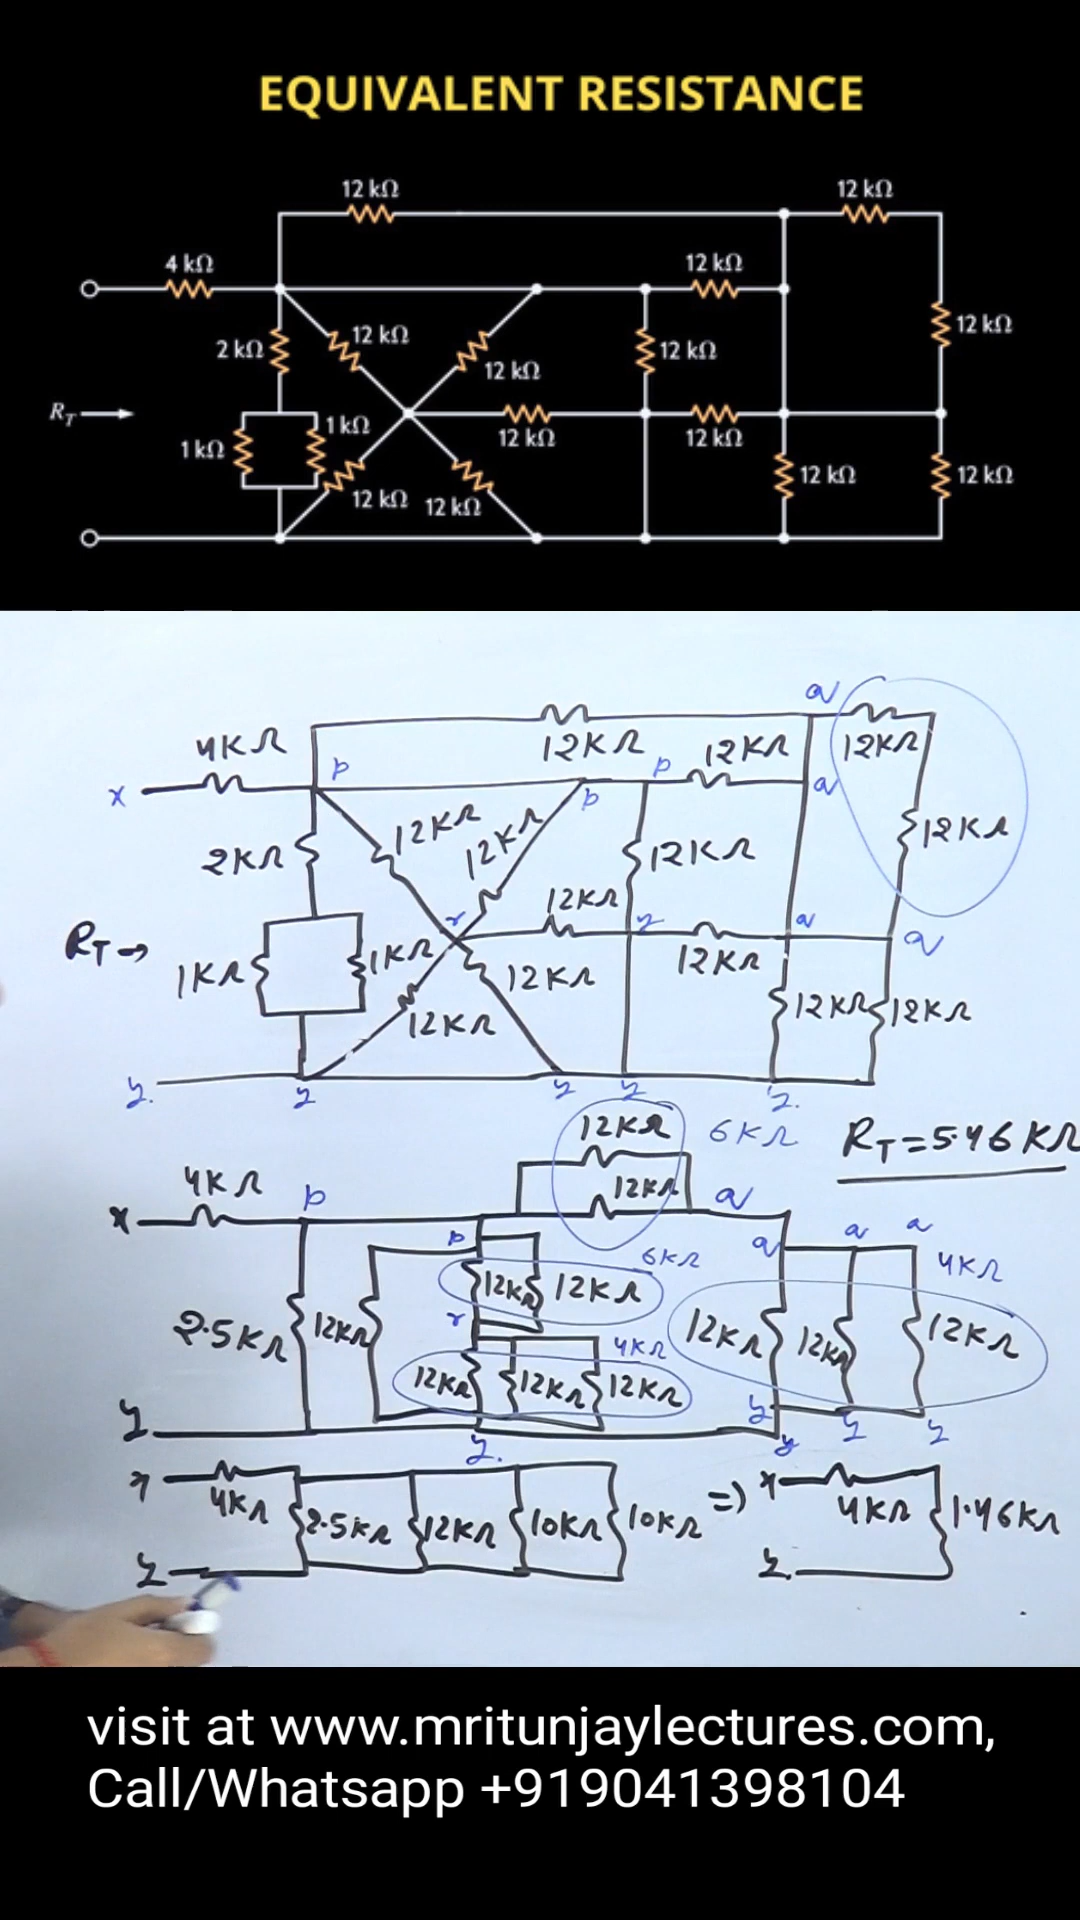 EQUIVALENT RESISTANCE
12 kΩ 12 kΩ
4 kΩ 12 kΩ
2 kΩ 12 kΩ 12 kΩ 12 kΩ 12 kΩ
R_T 1 kΩ 1 kΩ 12 kΩ 12 kΩ
12 kΩ 12 kΩ 12 kΩ 12 kΩ
a
4KΩ 12KΩ 12KΩ 12KΩ
x p p p a
2KΩ 12KΩ 12KΩ 12KΩ 12KΩ
12KΩ
R_T→ r y a a
1KΩ 1KΩ 12KΩ 12KΩ
12KΩ 12KΩ 12KΩ
y. y y y y.
12KΩ 6KΩ R_T=5.46KΩ
4KΩ p 12KΩ a
x p a a a
2.5KΩ 12KΩ 12KΩ 12KΩ 6KΩ 4KΩ
r 4KΩ 12KΩ 12KΩ 12KΩ
12KΩ 12KΩ 12KΩ
y y. y y y y
x 4KΩ 2.5KΩ 12KΩ 10KΩ 10KΩ => x 4KΩ 1.46KΩ
y y.
visit at www.mritunjaylectures.com,
Call/Whatsapp +919041398104